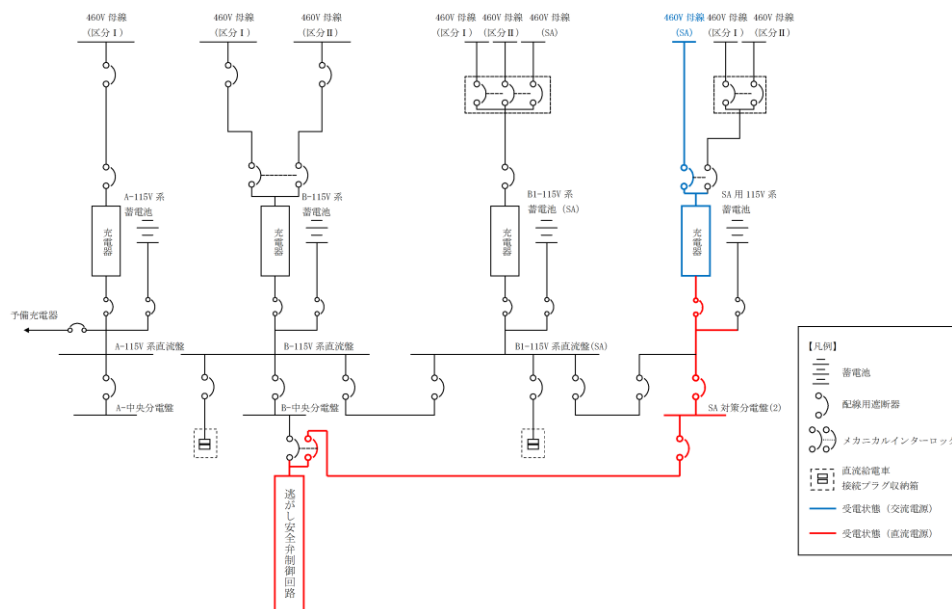 460V 母線
(区分Ⅰ)
460V 母線
(区分Ⅰ)
460V 母線
(区分Ⅱ)
460V 母線
(区分Ⅰ)
460V 母線
(区分Ⅱ)
460V 母線
(SA)
460V 母線
(SA)
460V 母線
(区分Ⅰ)
460V 母線
(区分Ⅱ)
A-115V 系
蓄電池
充電器
B-115V 系
蓄電池
充電器
B1-115V 系
蓄電池 (SA)
充電器
SA 用 115V 系
蓄電池
充電器
予備充電器
A-115V 系直流盤
B-115V 系直流盤
B1-115V 系直流盤(SA)
A-中央分電盤
B-中央分電盤
SA 対策分電盤(2)
逃がし安全弁制御回路
【凡例】
蓄電池
配線用遮断器
メカニカルインターロック
直流給電車
接続プラグ収納箱
受電状態 (交流電源)
受電状態 (直流電源)